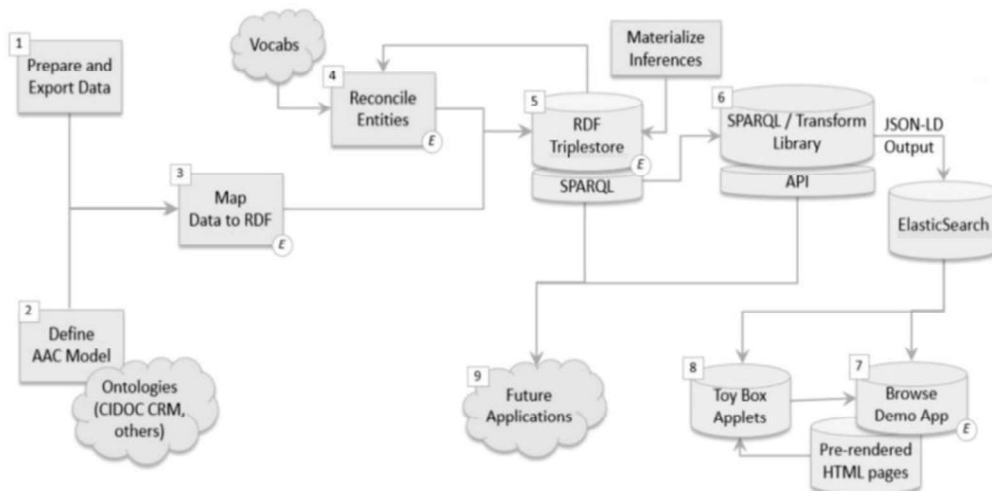 1
Prepare and
Export Data
Vocabs
4
Reconcile
Entities
E
Materialize
Inferences
5
RDF
Triplestore
E
SPARQL
6
SPARQL / Transform
Library
API
JSON-LD
Output
ElasticSearch
3
Map
Data to RDF
E
2
Define
AAC Model
Ontologies
(CIDOC CRM,
others)
9
Future
Applications
8
Toy Box
Applets
7
Browse
Demo App
E
Pre-rendered
HTML pages